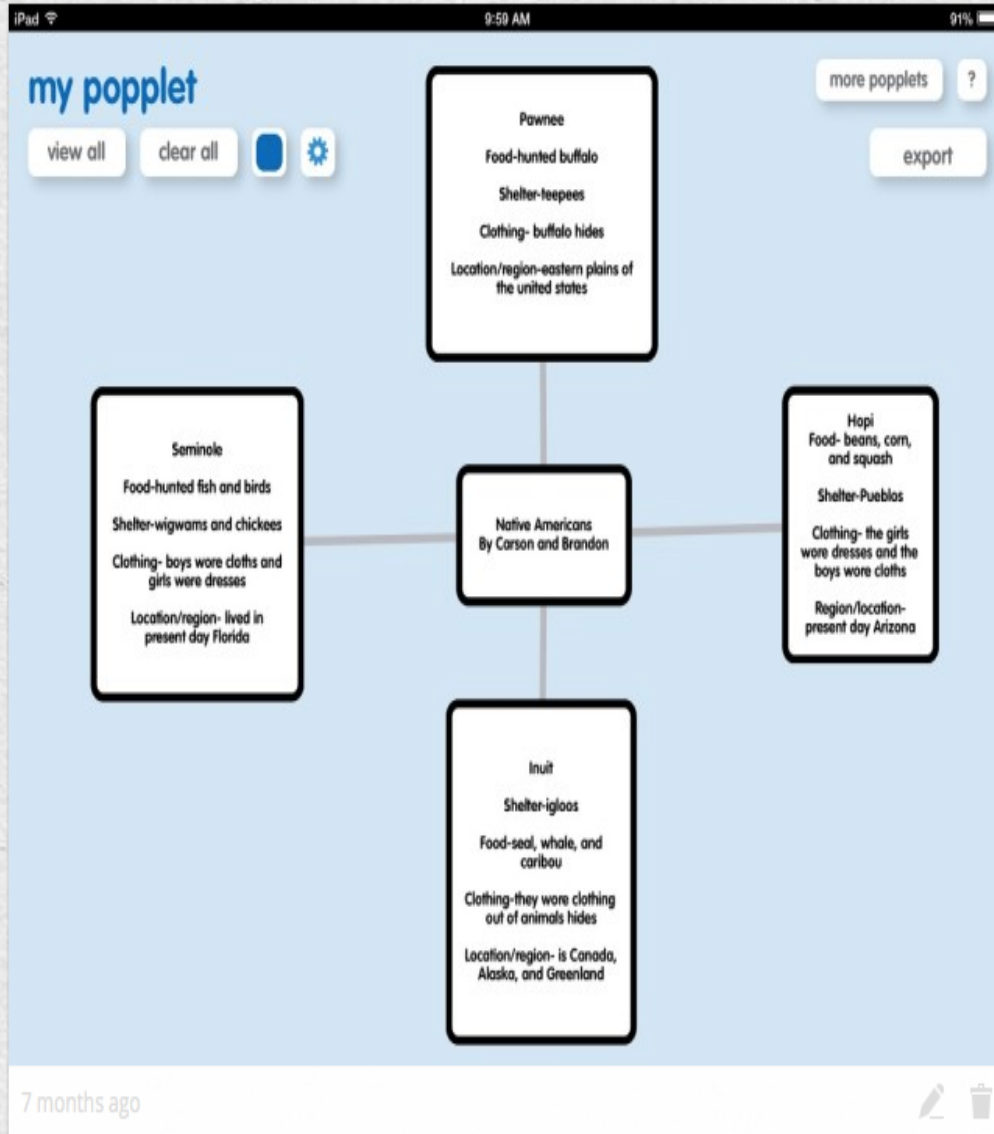 iPad
9:59 AM
91%
my popplet
view all
clear all
more popplets
?
export
Pawnee
Food-hunted buffalo
Shelter-teepees
Clothing- buffalo hides
Location/region-eastern plains of
the united states
Seminole
Food-hunted fish and birds
Shelter-wigwams and chickees
Clothing- boys wore cloths and
girls were dresses
Location/region- lived in
present day Florida
Native Americans
By Carson and Brandon
Hopi
Food- beans, corn,
and squash
Shelter-Pueblos
Clothing- the girls
wore dresses and the
boys wore cloths
Region/location-
present day Arizona
Inuit
Shelter-igloos
Food-seal, whale, and
caribou
Clothing-they wore clothing
out of animals hides
Location/region- is Canada,
Alaska, and Greenland
7 months ago